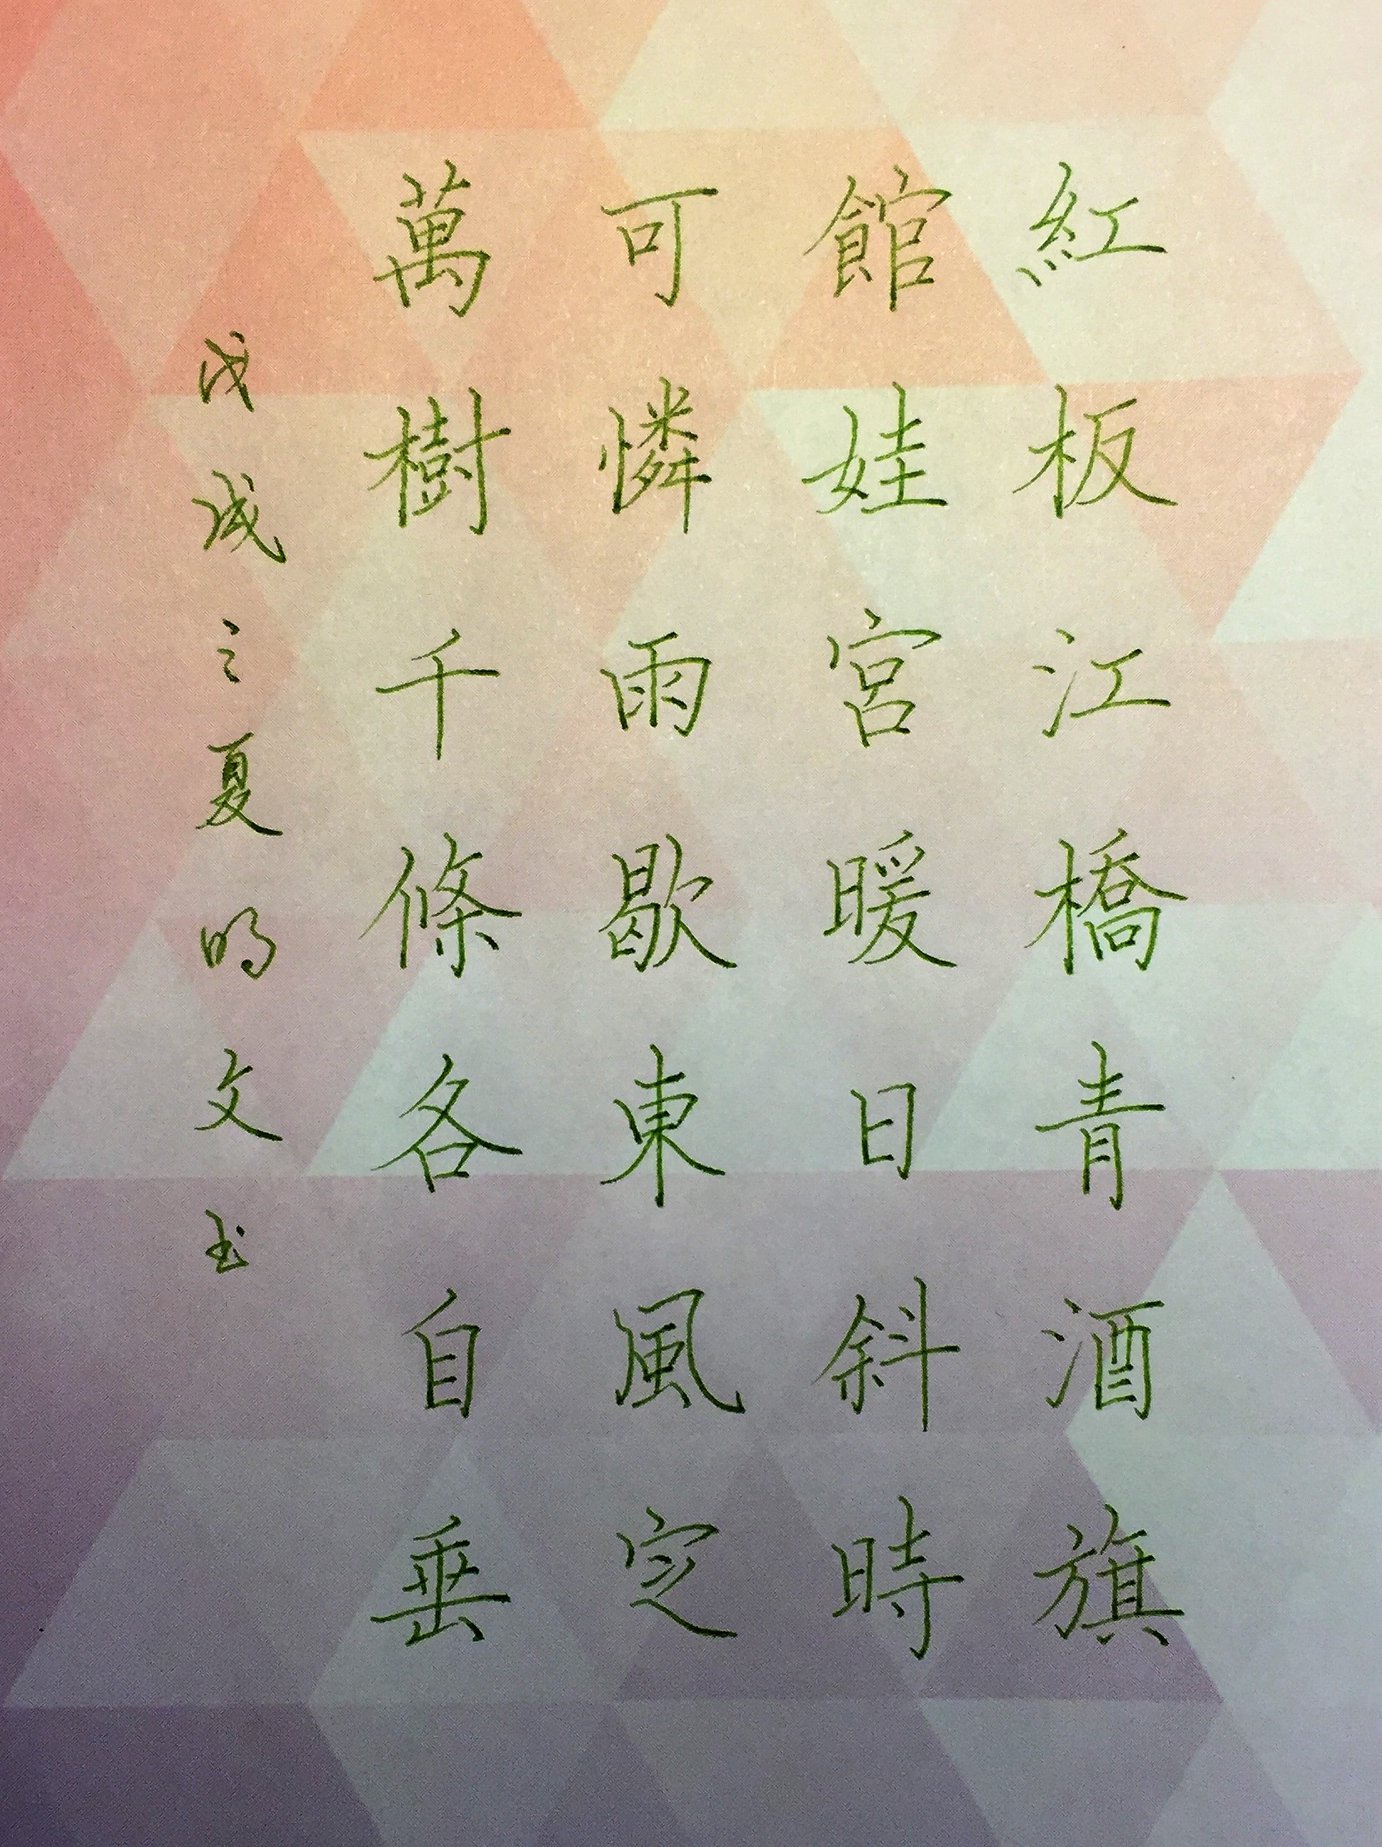 紅板江橋青酒旗
館娃宮暖日斜時
可憐雨歇東風定
萬樹千條各自垂
戊戌之夏明文书